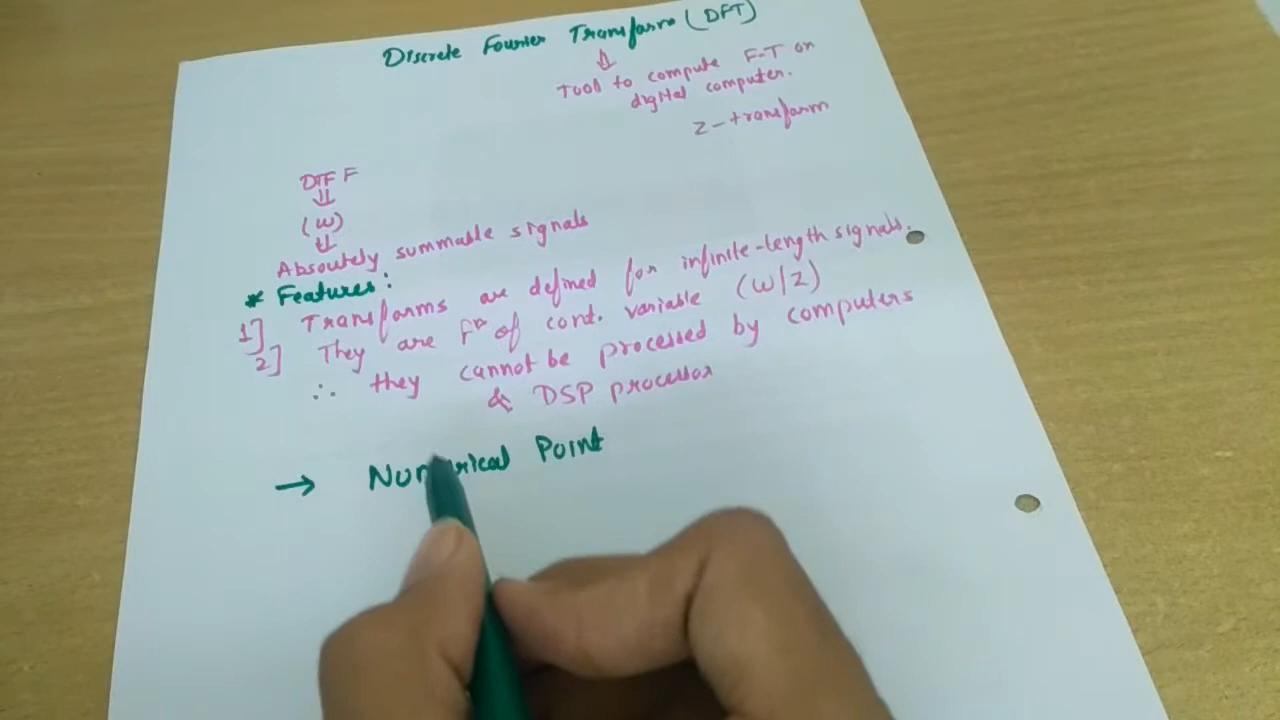 Discrete Fourier Transform (DFT)
⇓
Tool to compute F-T on
digital computer.
Z-transform
⇓
(w)
⇓
Absoutely summable signals
* Features:
1] Transforms are defined for infinite-length signals.
2] They are Fⁿ of cont. variable (w/z)
∴ they cannot be processed by computers
& DSP processor
→ Numerical Point